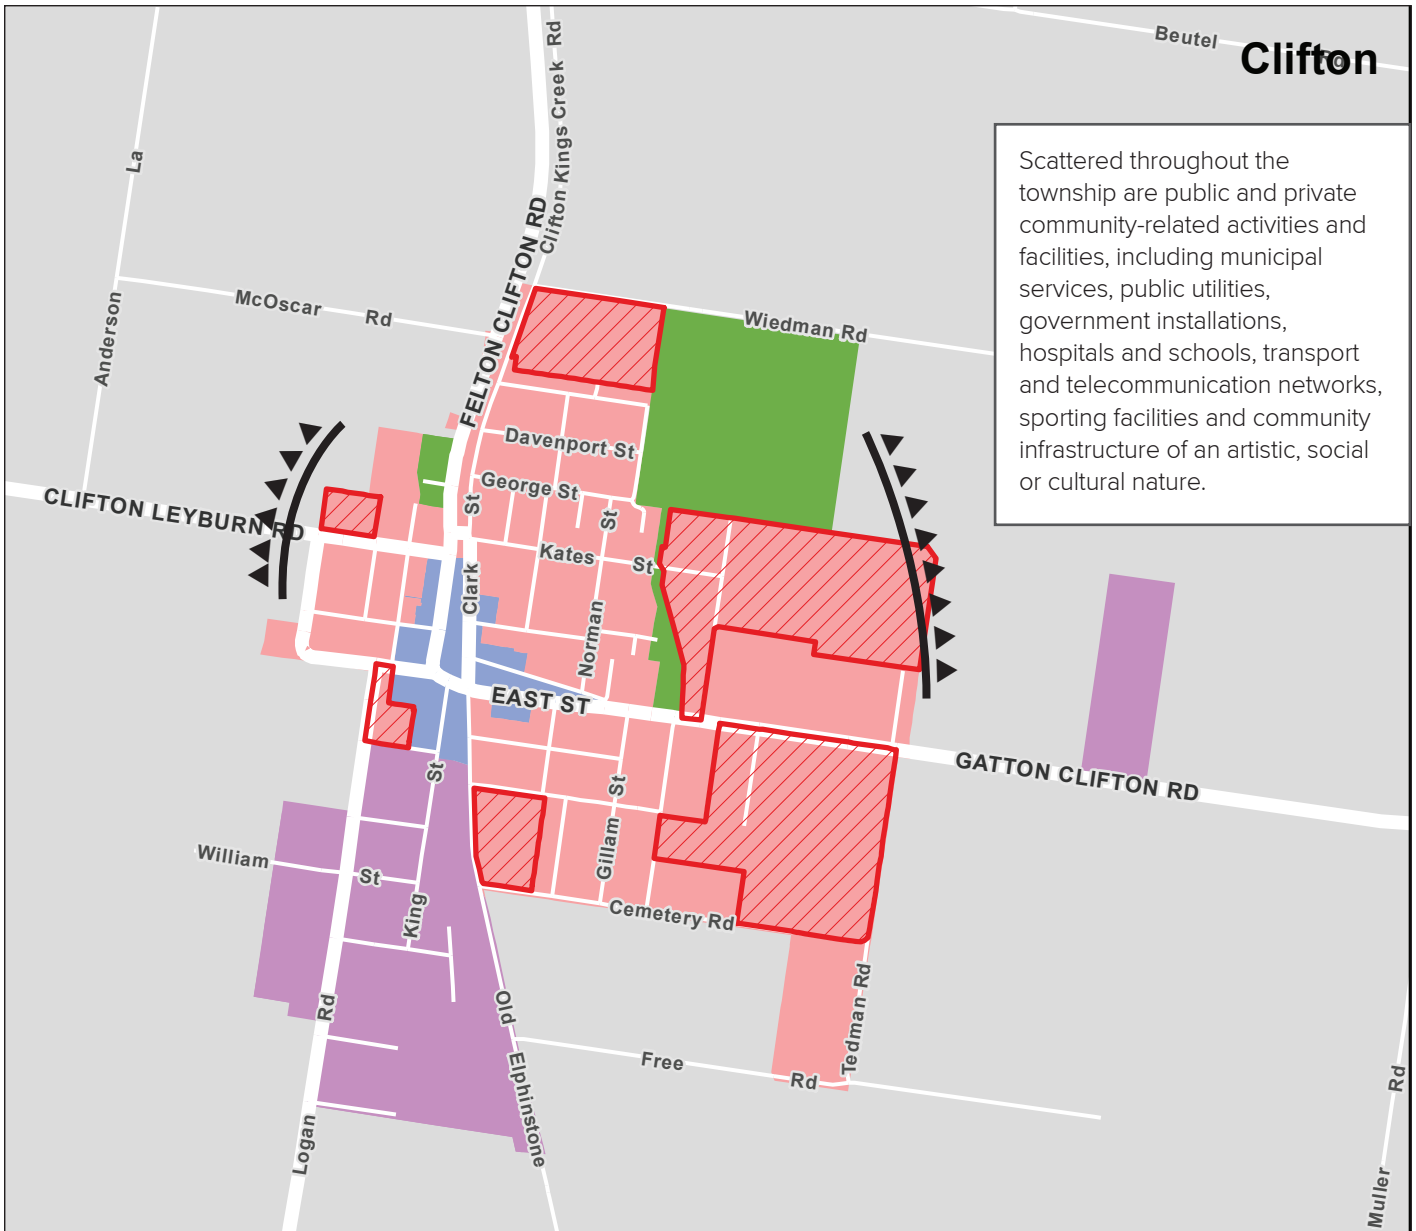 Clifton
Beutel Rd
Scattered throughout the
township are public and private
community-related activities and
facilities, including municipal
services, public utilities,
government installations,
hospitals and schools, transport
and telecommunication networks,
sporting facilities and community
infrastructure of an artistic, social
or cultural nature.
Clifton Kings Creek Rd
FELTON CLIFTON RD
Anderson La
McOscar Rd
Wiedman Rd
Davenport St
George St
St
Clark
Kates St
St
Norman
CLIFTON LEYBURN RD
EAST ST
GATTON CLIFTON RD
St
King
St
Gillam
William St
Cemetery Rd
Rd
Logan
Old Elphinstone
Free Rd
Tedman Rd
Rd
Muller